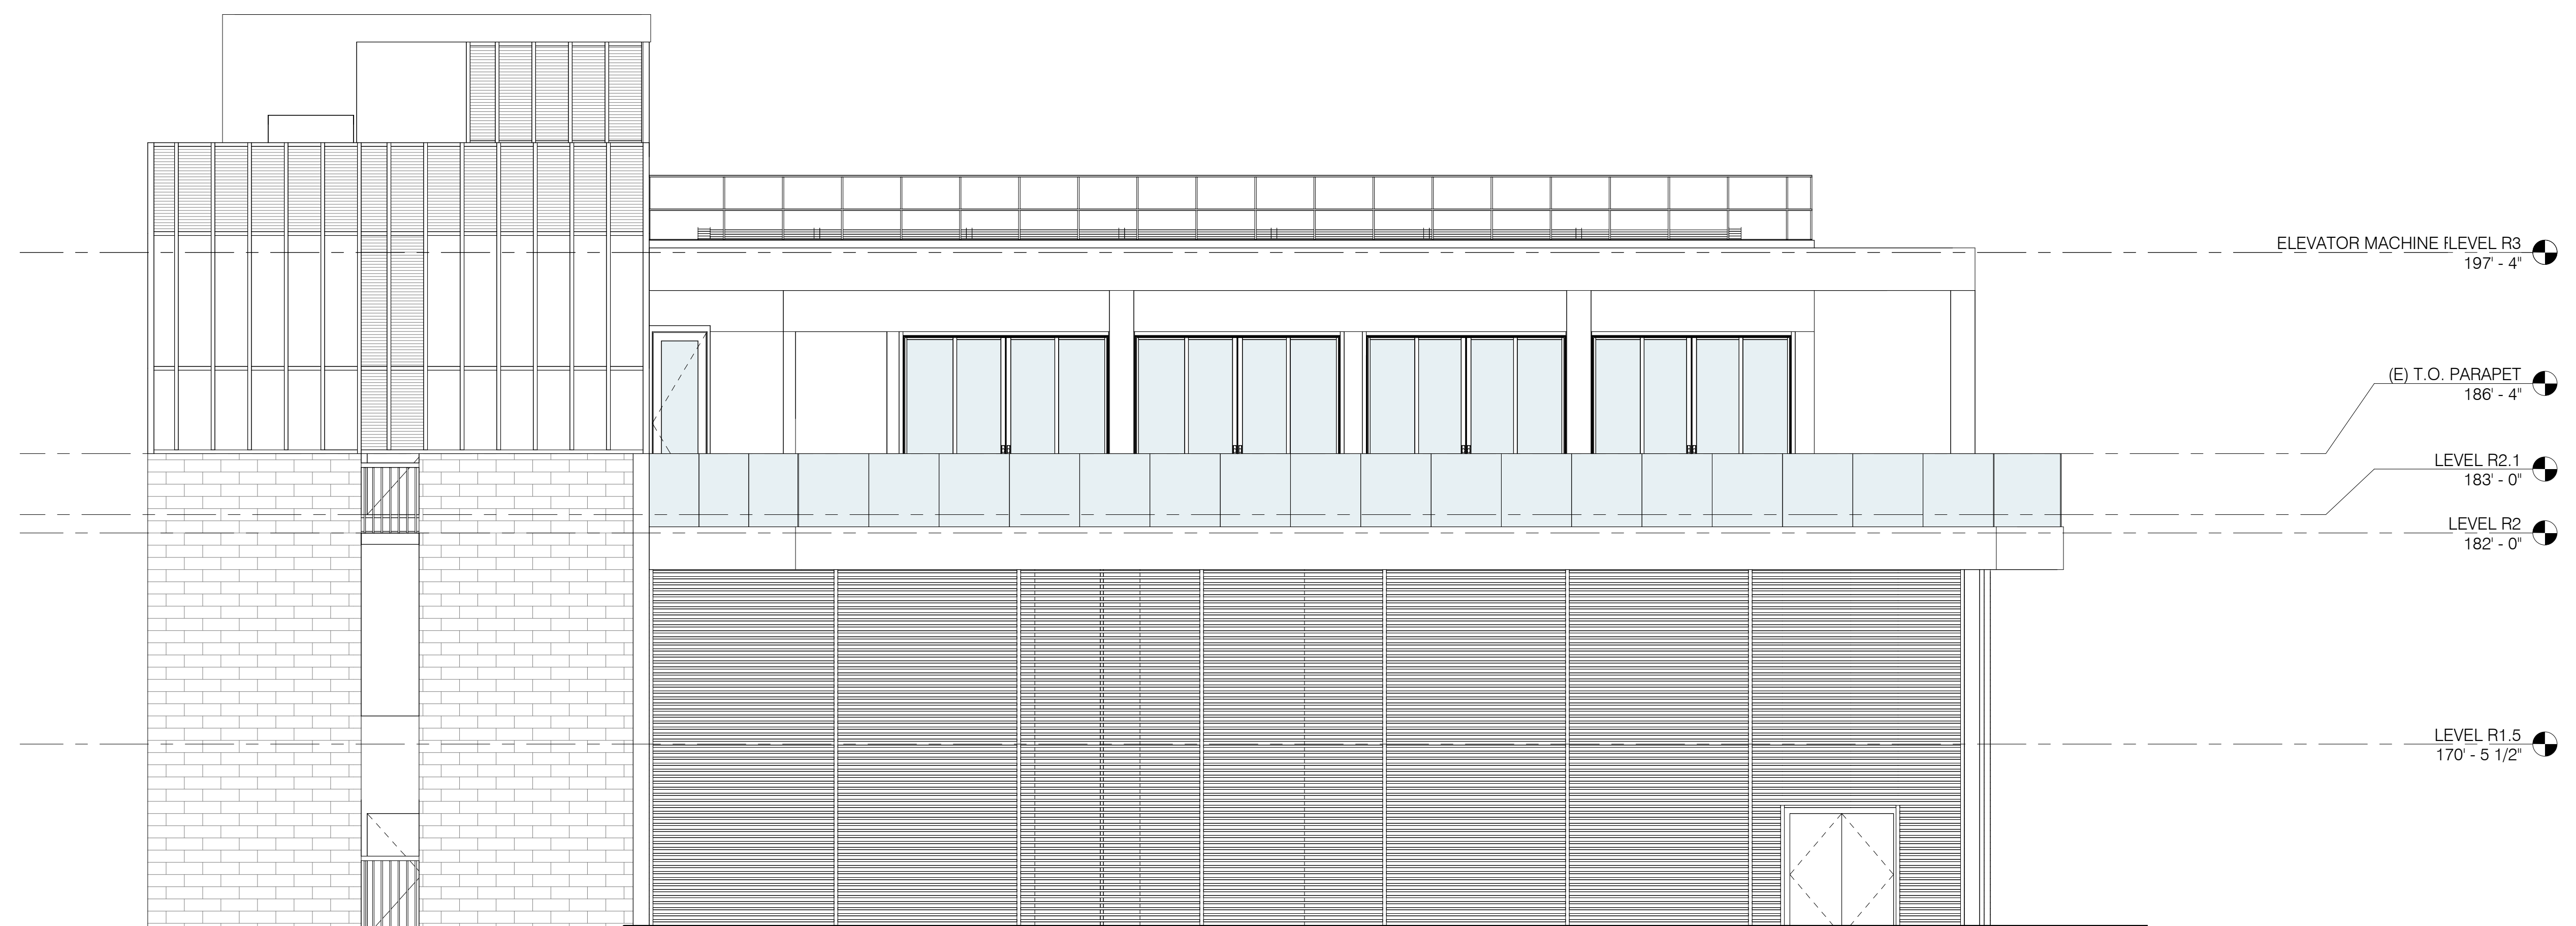 ELEVATOR MACHINE LEVEL R3
197' - 4"
(E) T.O. PARAPET
186' - 4"
LEVEL R2.1
183' - 0"
LEVEL R2
182' - 0"
LEVEL R1.5
170' - 5 1/2"